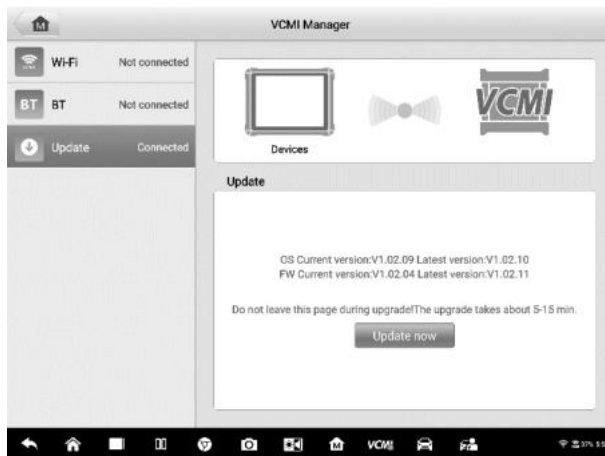 VCMI Manager
Wi-Fi Not connected
BT BT Not connected
Update Connected
VCMI
Devices
Update
OS Current version:V1.02.09 Latest version:V1.02.10
FW Current version:V1.02.04 Latest version:V1.02.11
Do not leave this page during upgrade!The upgrade takes about 5-15 min.
Update now
VCMI 37%